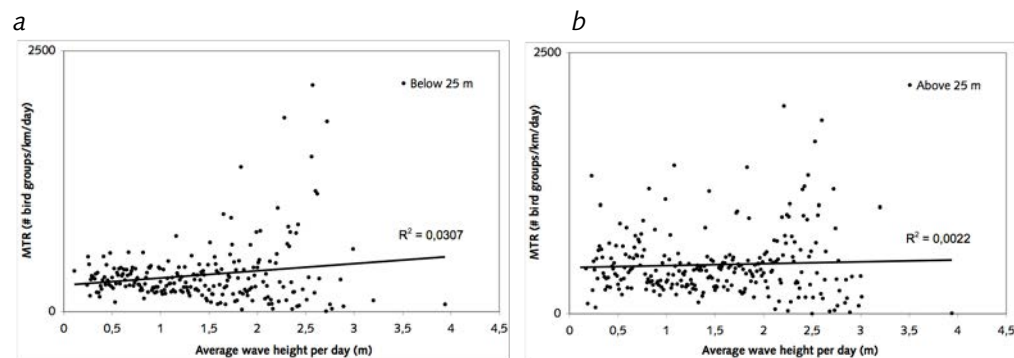 a
2500
Below 25 m
MTR (# bird groups/km/day)
R² = 0,0307
0
0 0,5 1 1,5 2 2,5 3 3,5 4 4,5
Average wave height per day (m)
b
2500
Above 25 m
MTR (# bird groups/km/day)
R² = 0,0022
0
0 0,5 1 1,5 2 2,5 3 3,5 4 4,5
Average wave height per day (m)